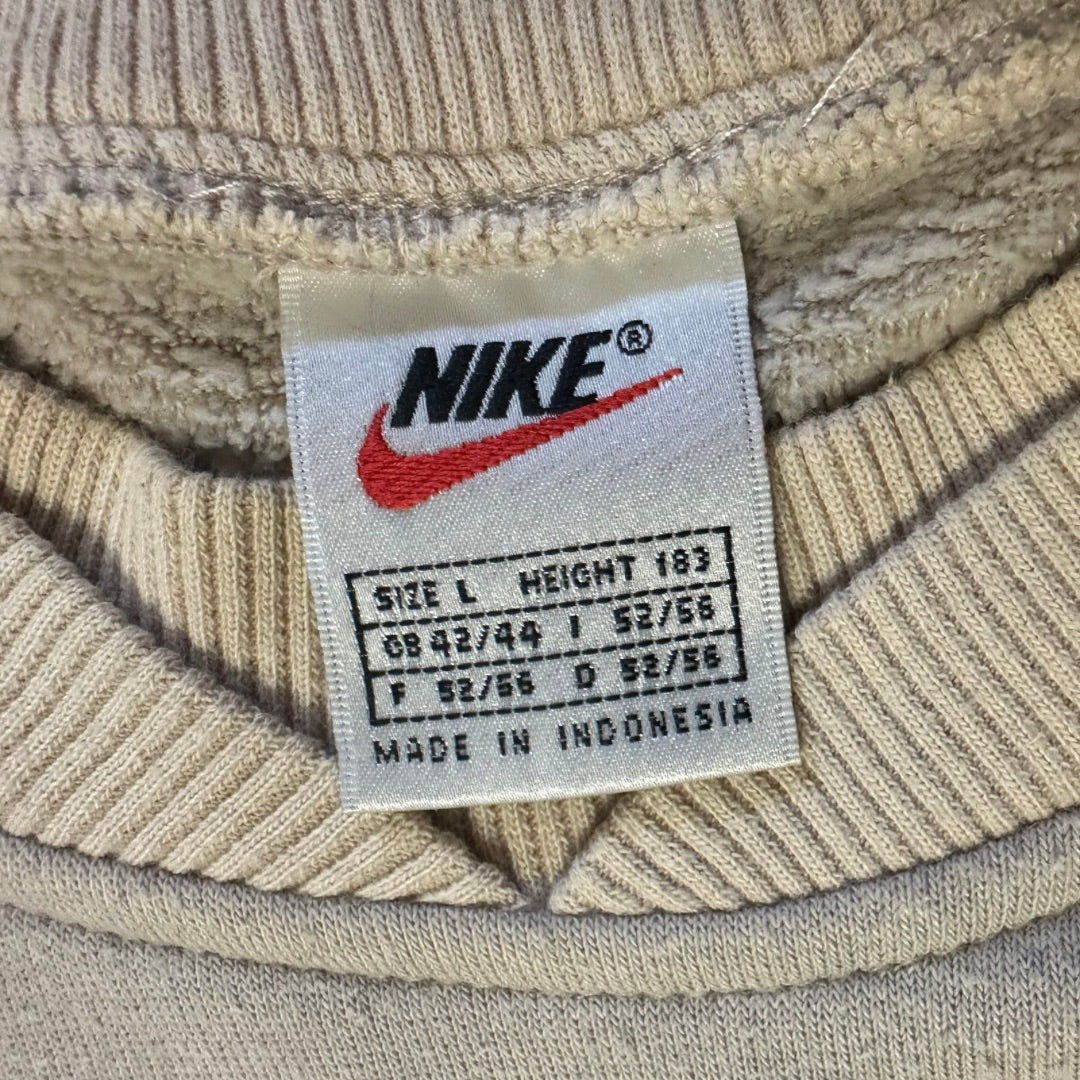 NIKE®
SIZE L HEIGHT 183
GB 42/44 I 52/56
F 52/56 D 52/56
MADE IN INDONESIA